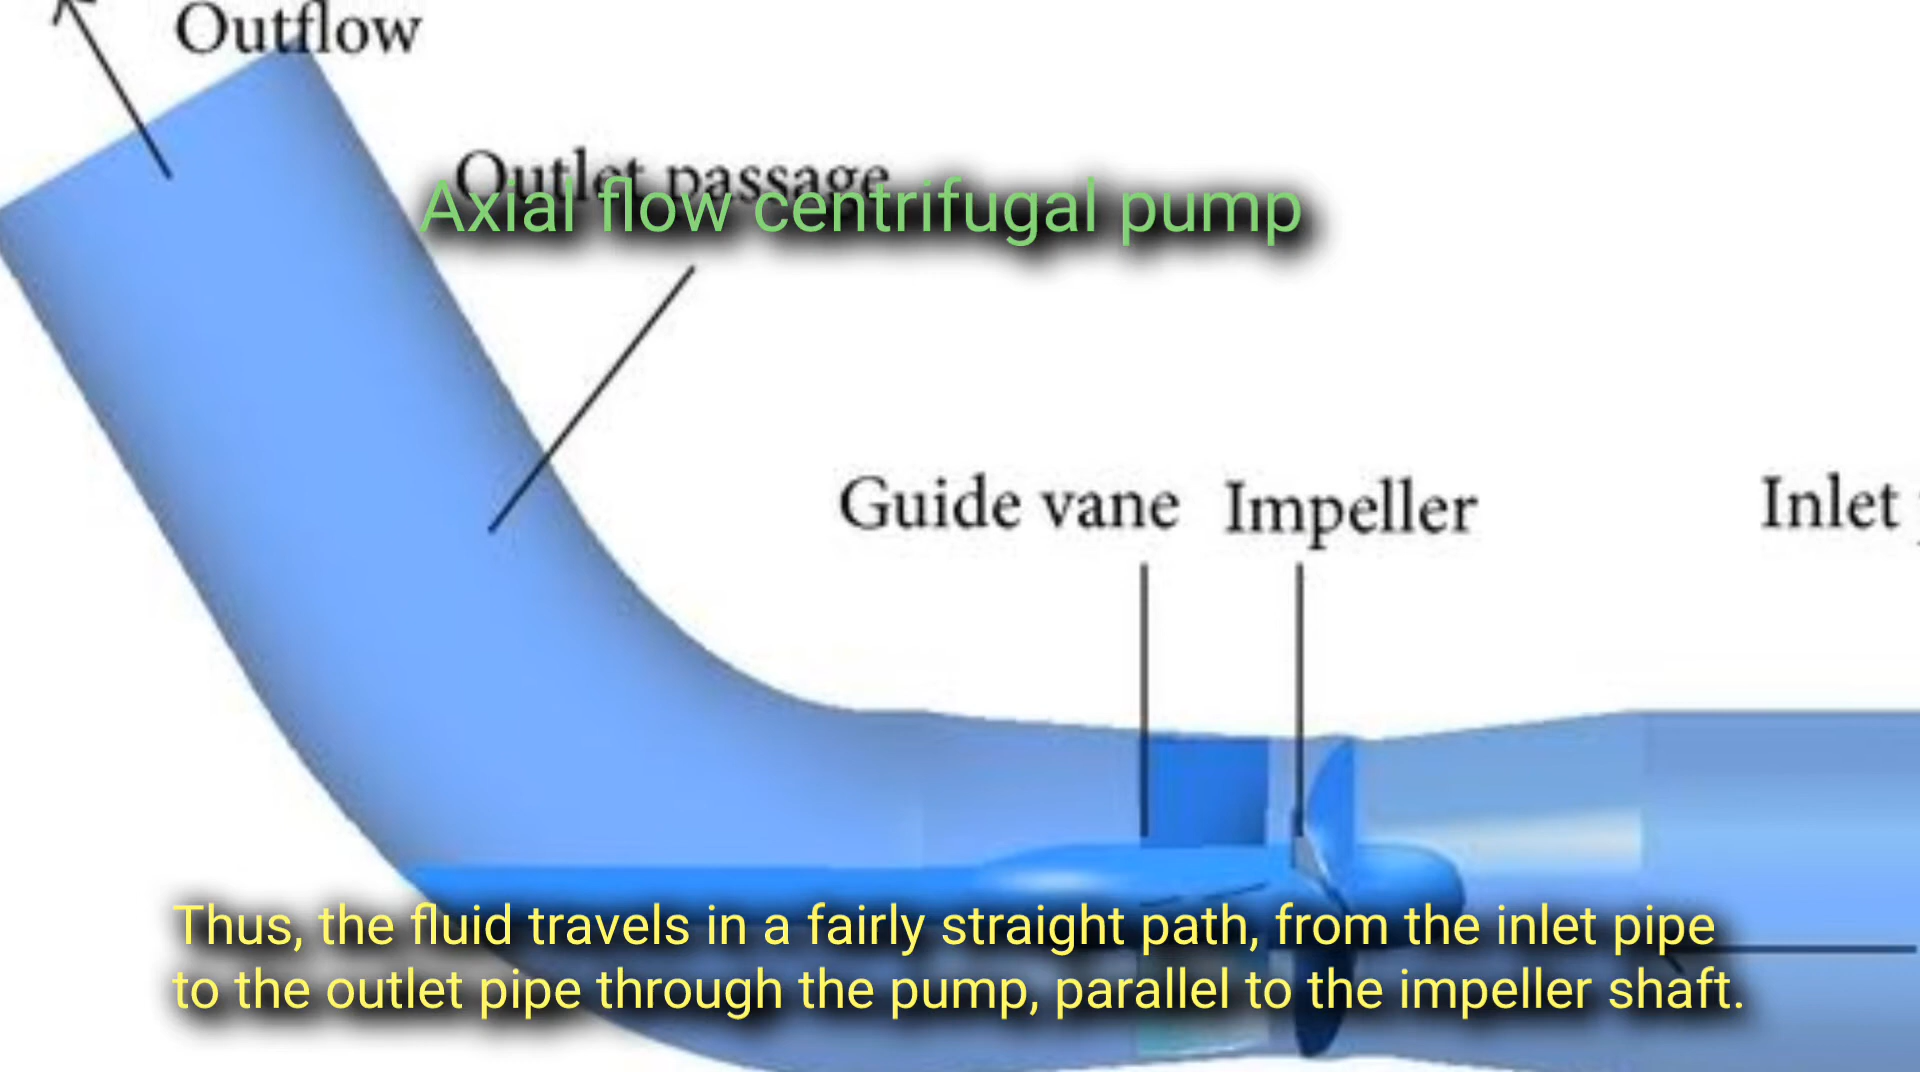 Outflow
Outlet passage
Axial flow centrifugal pump
Guide vane Impeller Inlet
Thus, the fluid travels in a fairly straight path, from the inlet pipe
to the outlet pipe through the pump, parallel to the impeller shaft.